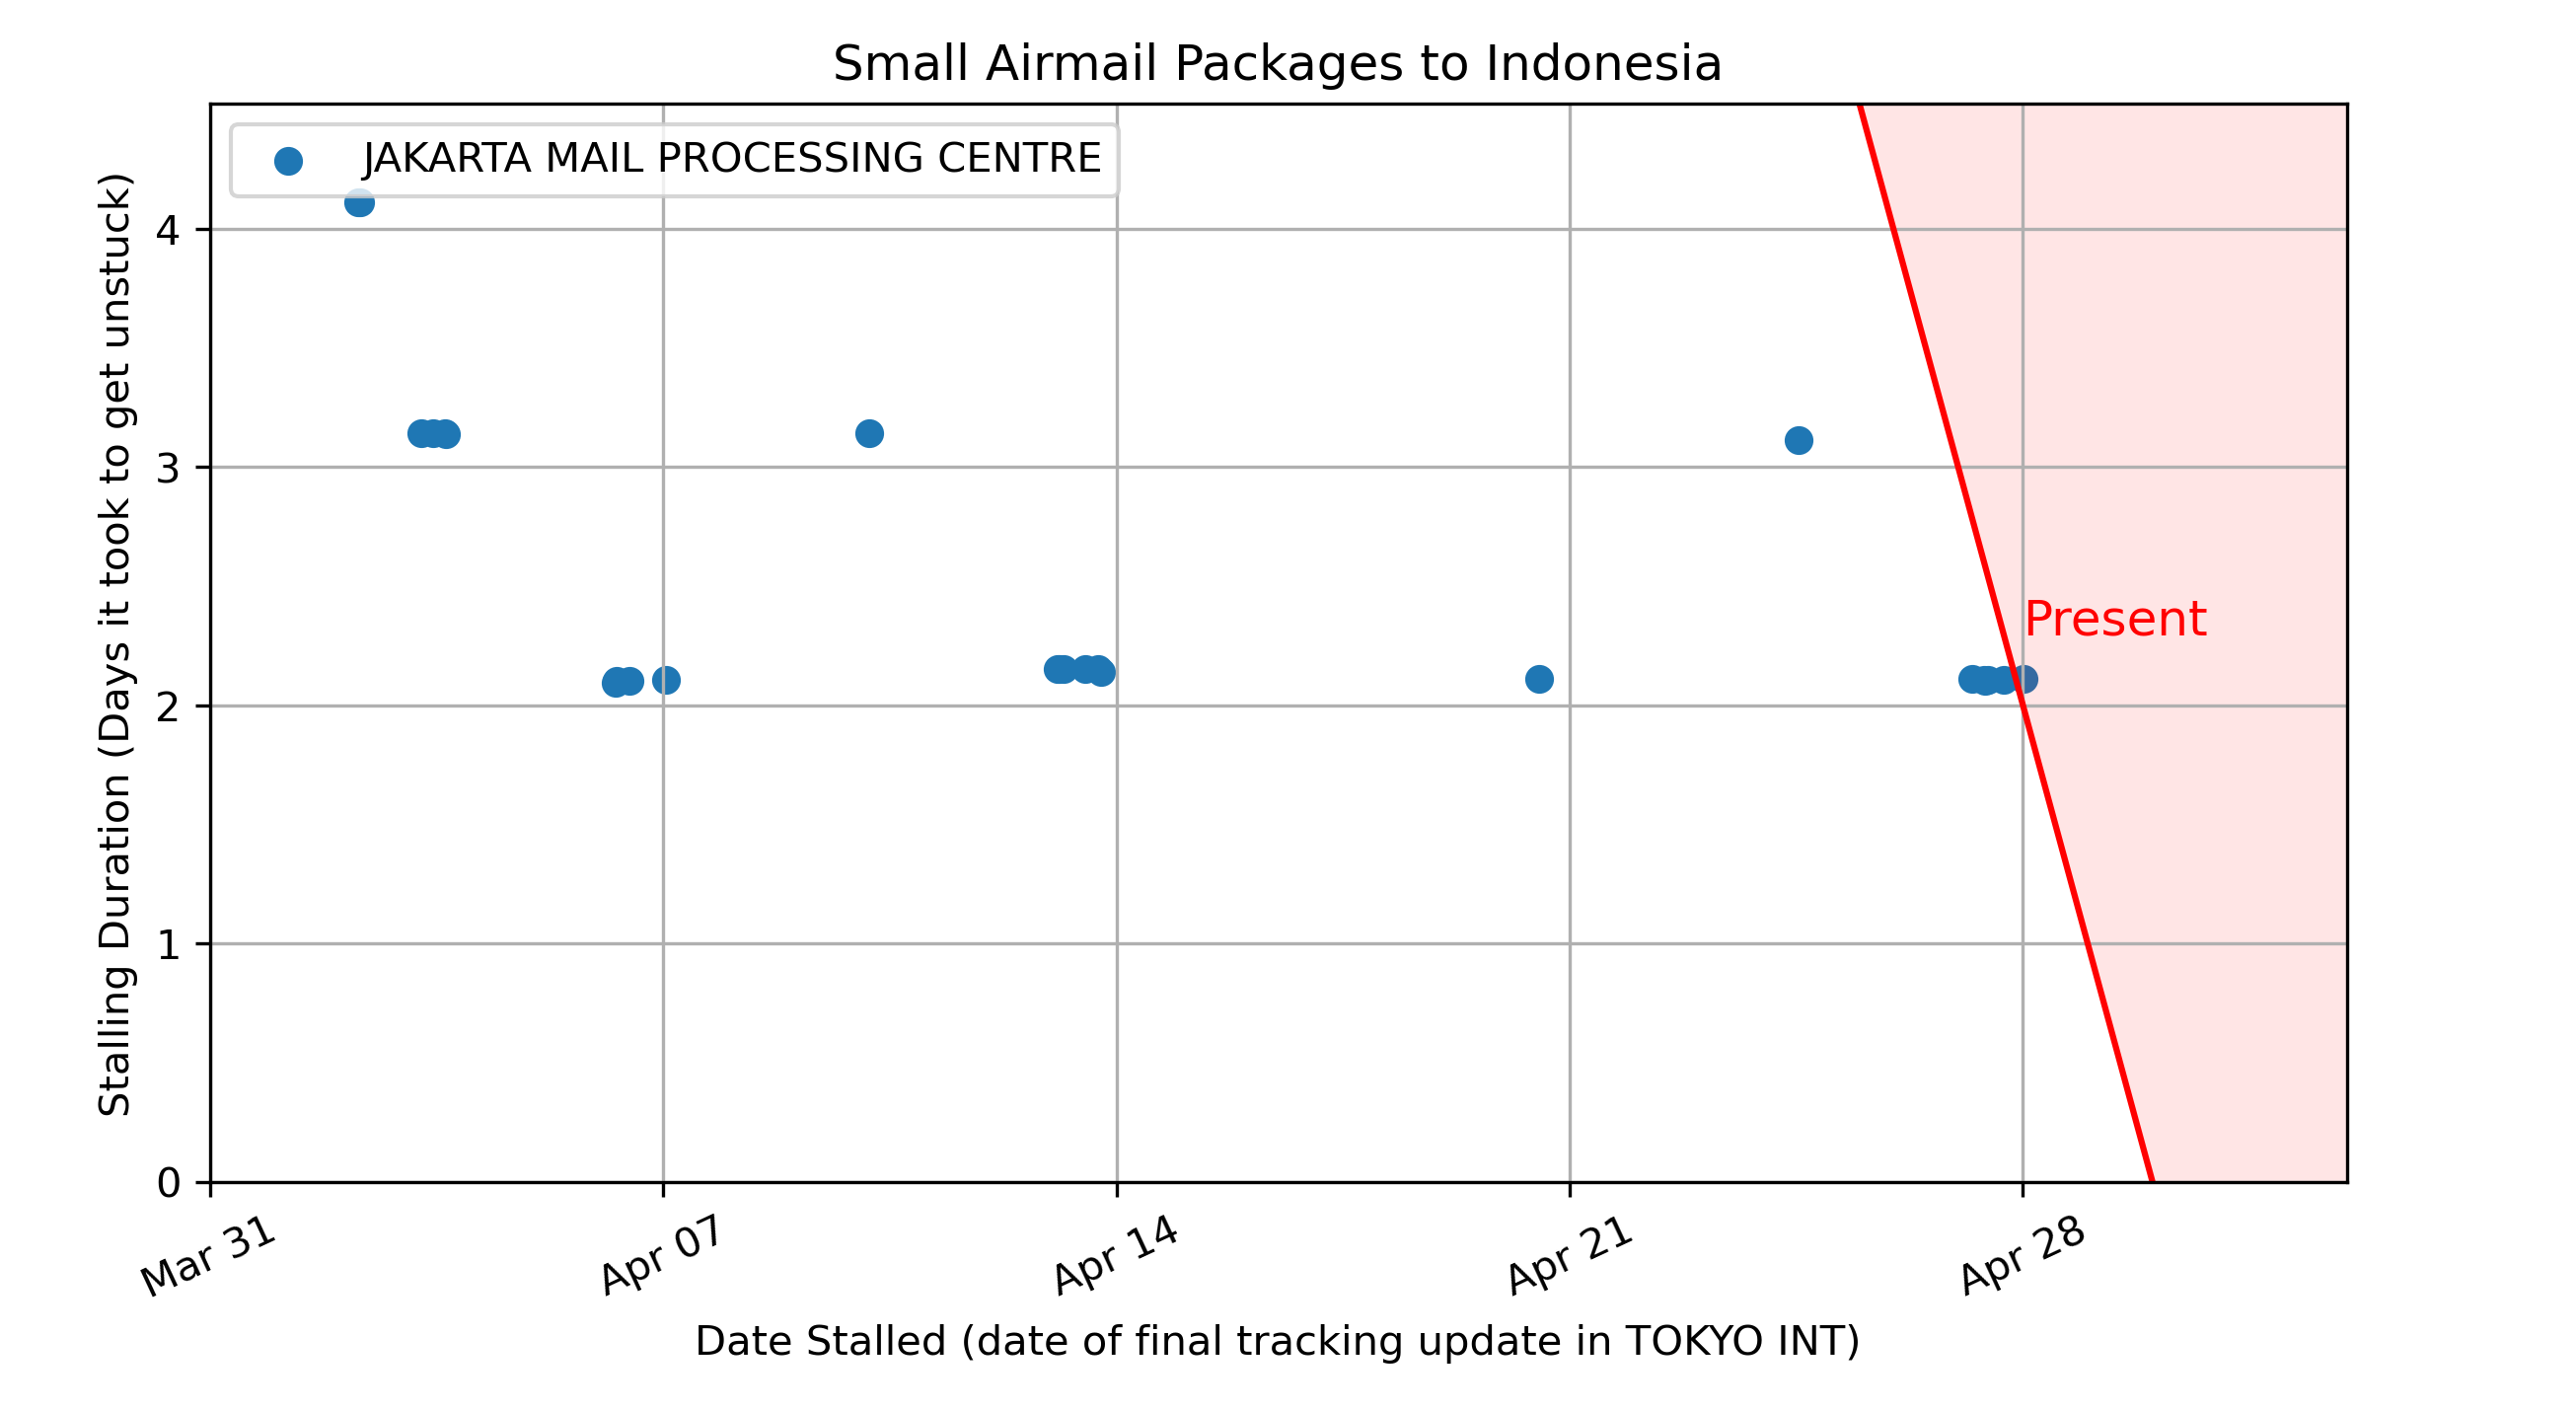 Small Airmail Packages to Indonesia
JAKARTA MAIL PROCESSING CENTRE
Stalling Duration (Days it took to get unstuck)
4
3
2
1
0
Present
Mar 31
Apr 07
Apr 14
Apr 21
Apr 28
Date Stalled (date of final tracking update in TOKYO INT)